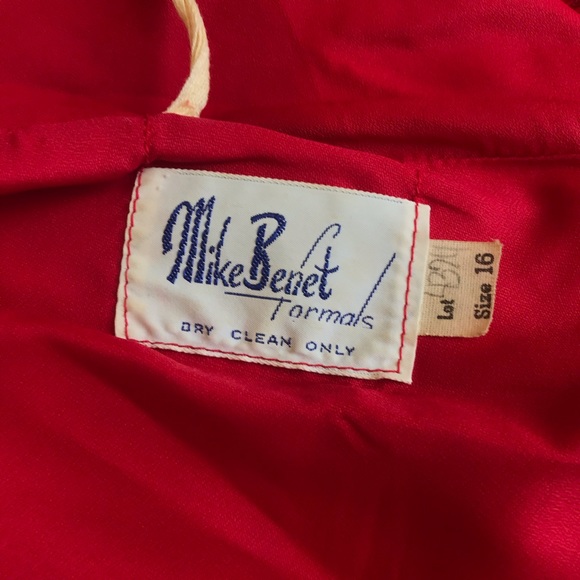 Mike Benet
Formals
DRY CLEAN ONLY
Lot
Size 16